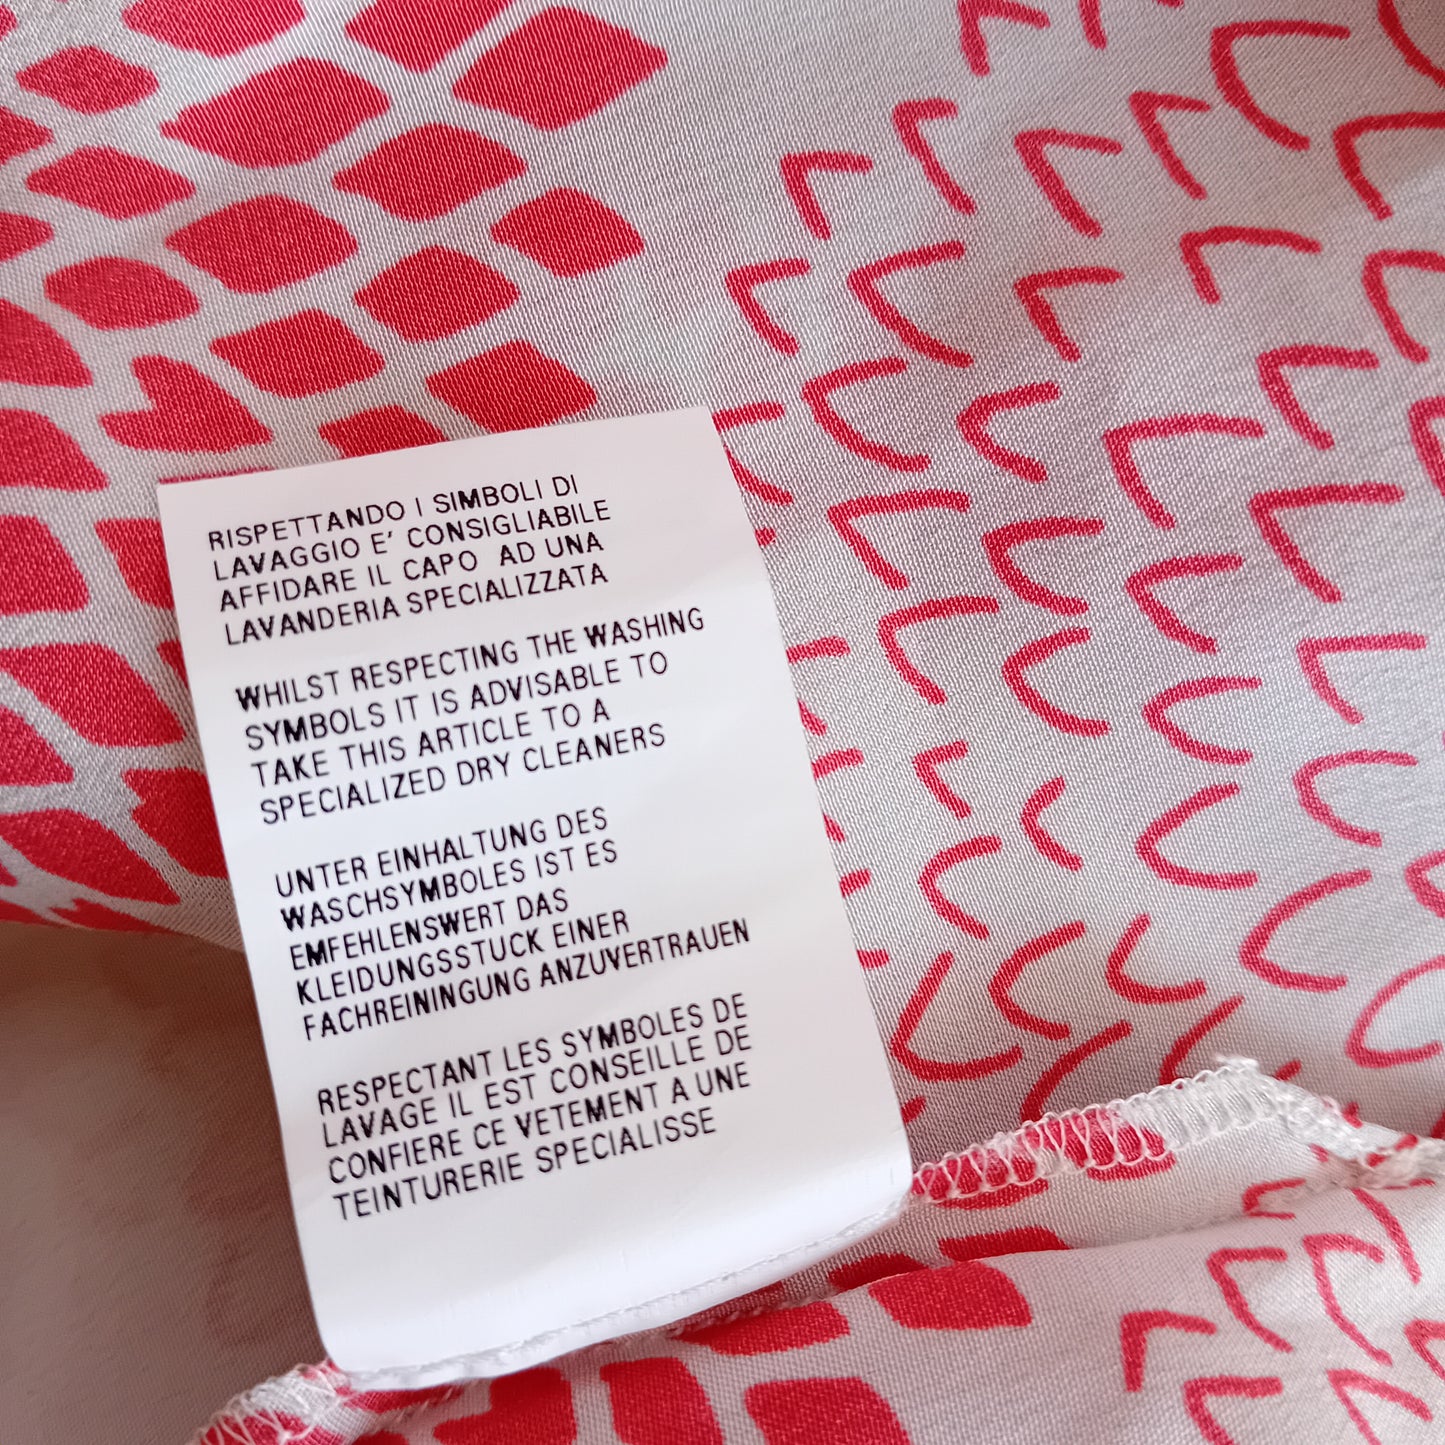 RISPETTANDO I SIMBOLI DI
LAVAGGIO E' CONSIGLIABILE
AFFIDARE IL CAPO AD UNA
LAVANDERIA SPECIALIZZATA
WHILST RESPECTING THE WASHING
SYMBOLS IT IS ADVISABLE TO
TAKE THIS ARTICLE TO A
SPECIALIZED DRY CLEANERS
UNTER EINHALTUNG DES
WASCHSYMBOLES IST ES
EMFEHLENSWERT DAS
KLEIDUNGSSTUCK EINER
FACHREININGUNG ANZUVERTRAUEN
RESPECTANT LES SYMBOLES DE
LAVAGE IL EST CONSEILLE DE
CONFIERE CE VETEMENT A UNE
TEINTURERIE SPECIALISSE